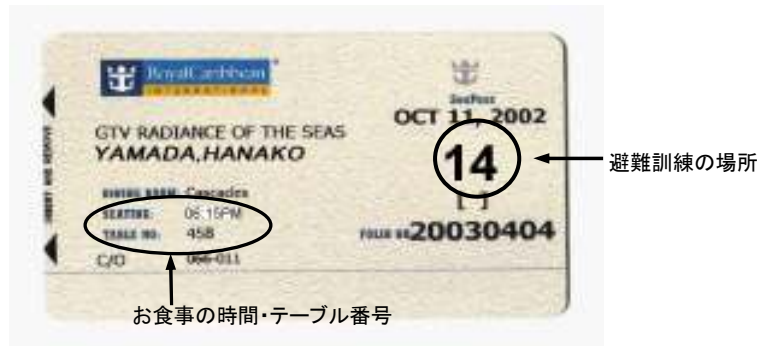 RoyalCaribbean
INTERNATIONAL
SeaPass
OCT 11, 2002
GTV RADIANCE OF THE SEAS
YAMADA,HANAKO
14
避難訓練の場所
DINING ROOM: Cascades
[ ]
SEATING: 06:15PM
TABLE NO: 458
FOLIO NO 20030404
C/O 066-011
お食事の時間・テーブル番号